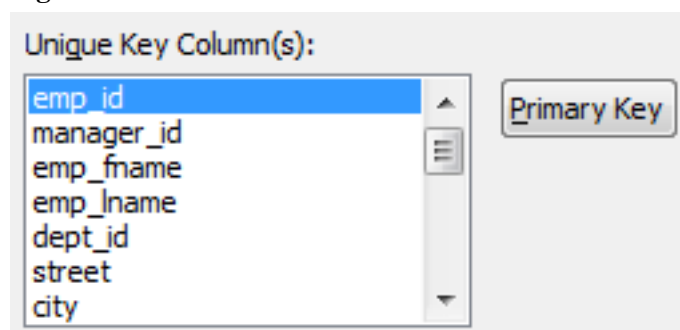 Unique Key Column(s):
emp_id
manager_id
emp_fname
emp_lname
dept_id
street
city
Primary Key